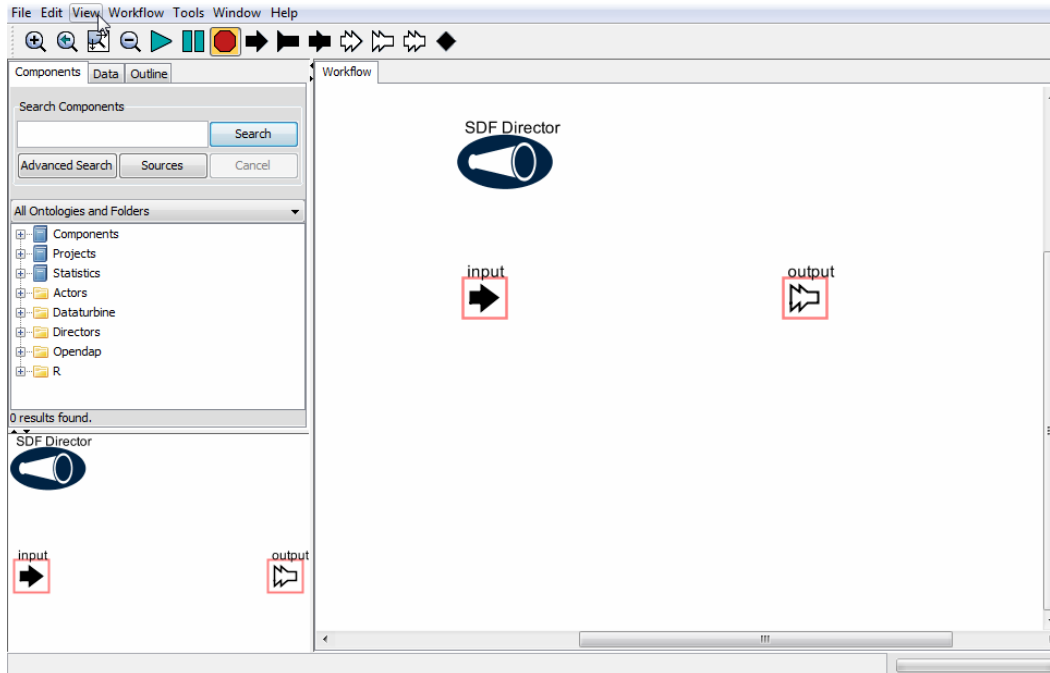 File Edit View Workflow Tools Window Help
Components Data Outline
Workflow
Search Components
Search
Advanced Search Sources Cancel
All Ontologies and Folders
Components
Projects
Statistics
Actors
Dataturbine
Directors
Opendap
R
0 results found.
SDF Director
input
output
SDF Director
input
output